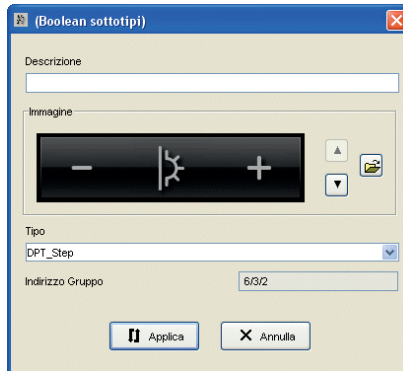 (Boolean sottotipi)
Descrizione
Immagine
Tipo
DPT_Step
Indirizzo Gruppo
6/3/2
Applica
Annulla